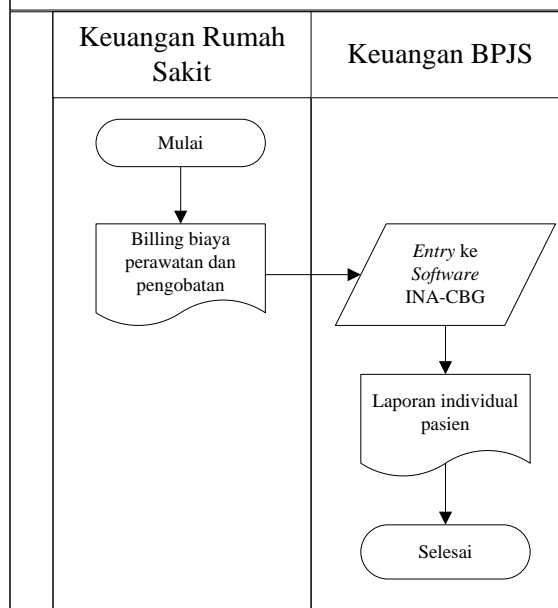 Keuangan Rumah
Sakit
Keuangan BPJS
Mulai
Billing biaya
perawatan dan
pengobatan
Entry ke
Software
INA-CBG
Laporan individual
pasien
Selesai